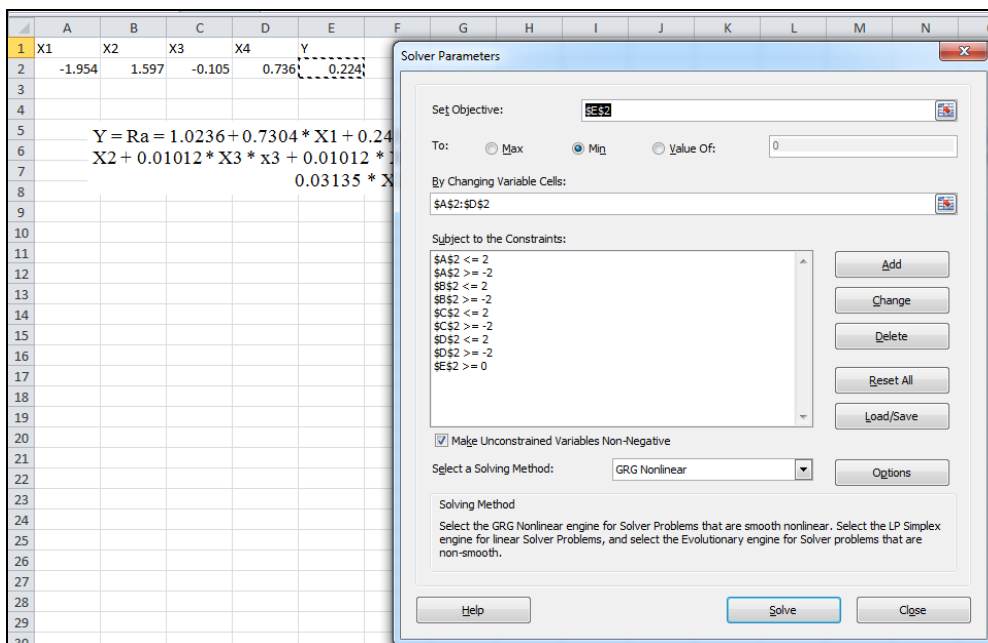 A B C D E F G H I J K L M N
1 X1 X2 X3 X4 Y
2 -1.954 1.597 -0.105 0.736 0.224
3
4
5
6
7
8
9
10
11
12
13
14
15
16
17
18
19
20
21
22
23
24
25
26
27
28
29
Y = Ra = 1.0236+0.7304 * X1 + 0.24
X2 + 0.01012 * X3 * x3 + 0.01012 *
0.03135 * X
Solver Parameters
Set Objective: $E$2
To: Max Min Value Of: 0
By Changing Variable Cells:
$A$2:$D$2
Subject to the Constraints:
$A$2 <= 2
$A$2 >= -2
$B$2 <= 2
$B$2 >= -2
$C$2 <= 2
$C$2 >= -2
$D$2 <= 2
$D$2 >= -2
$E$2 >= 0
Add
Change
Delete
Reset All
Load/Save
Make Unconstrained Variables Non-Negative
Select a Solving Method: GRG Nonlinear Options
Solving Method
Select the GRG Nonlinear engine for Solver Problems that are smooth nonlinear. Select the LP Simplex
engine for linear Solver Problems, and select the Evolutionary engine for Solver problems that are
non-smooth.
Help Solve Close